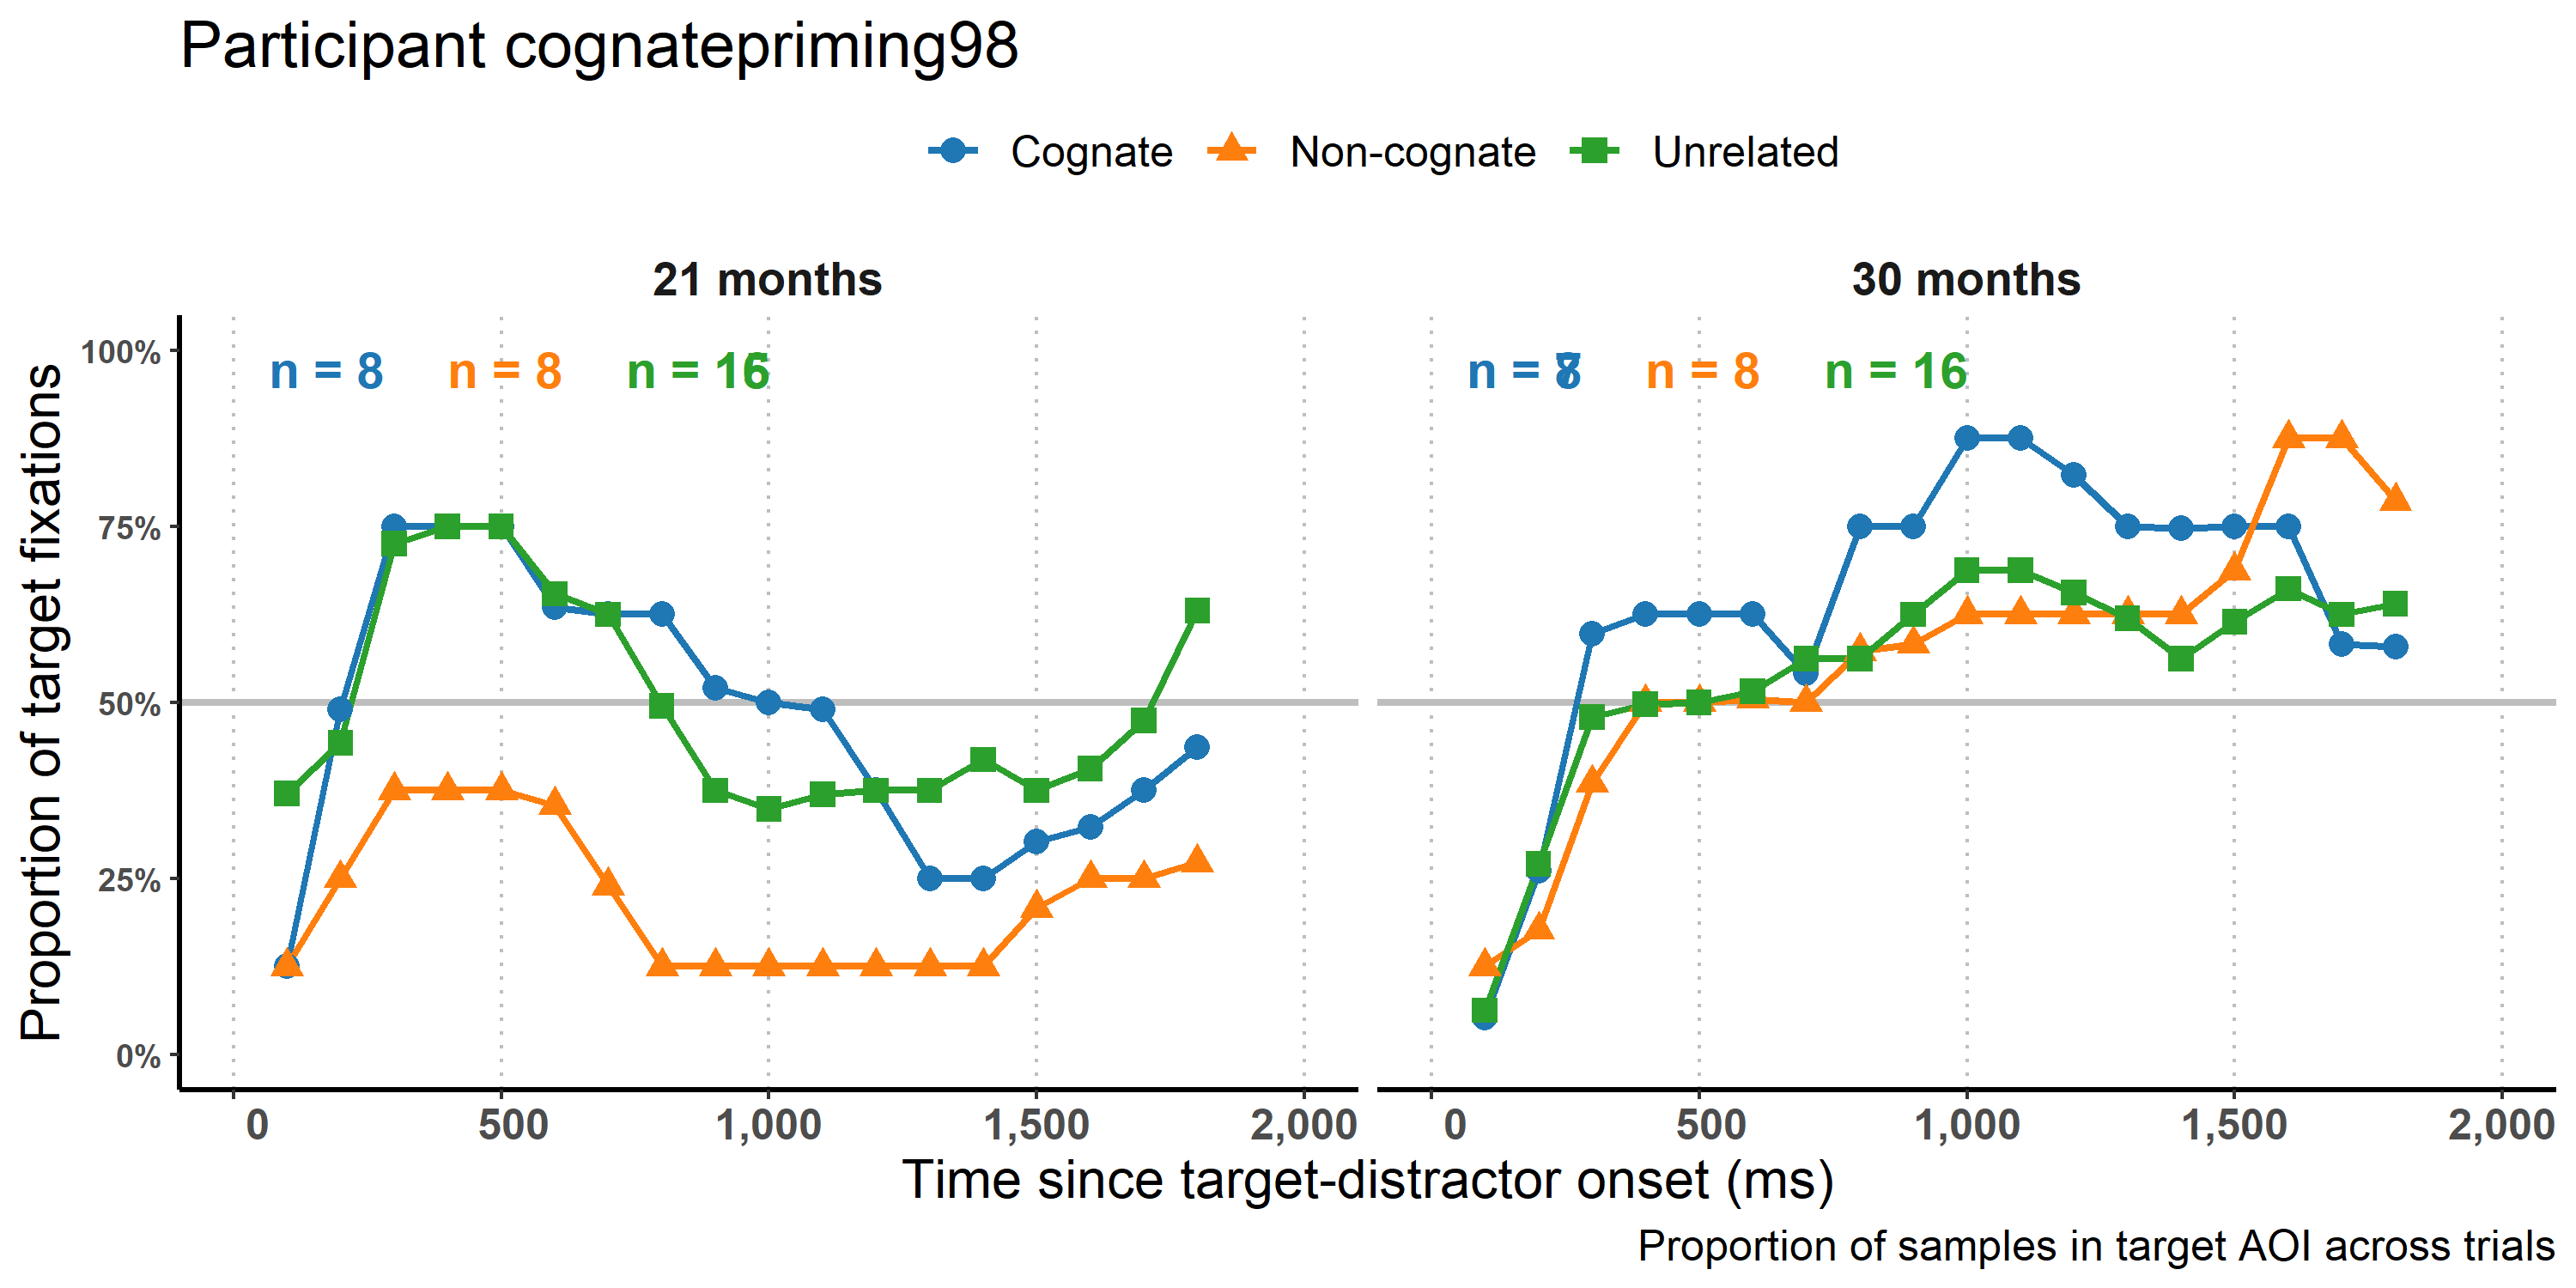 Participant cognatepriming98
Cognate Non-cognate Unrelated
21 months 30 months
Proportion of target fixations
100%
75%
50%
25%
0%
n = 8 n = 8 n = n = n = 8 n = 16
0 500 1,000 1,500 2,000 0 500 1,000 1,500 2,000
Time since target-distractor onset (ms)
Proportion of samples in target AOI across trials